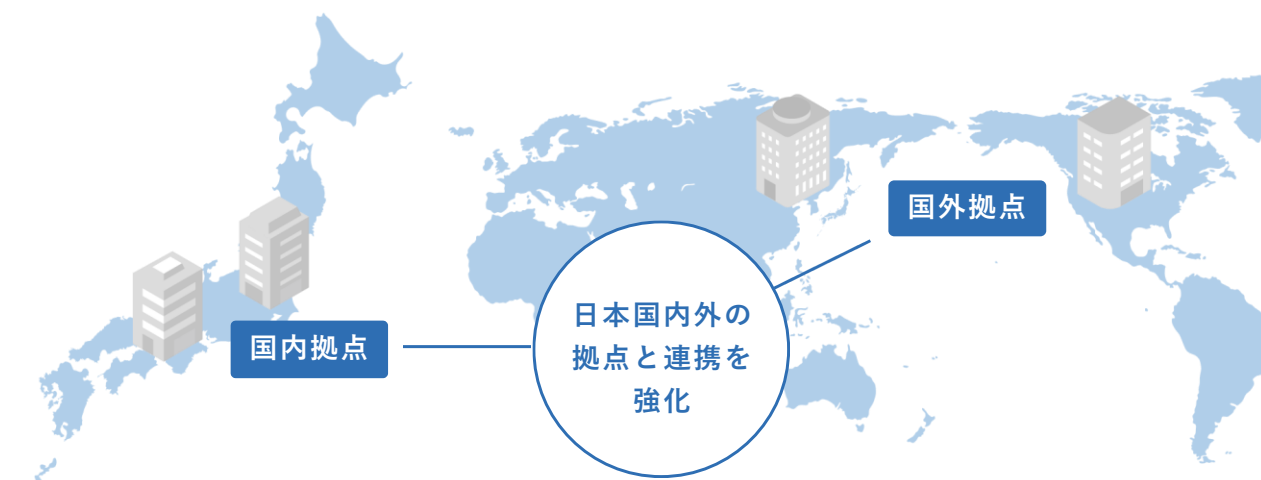 国外拠点
国内拠点
日本国内外の
拠点と連携を
強化